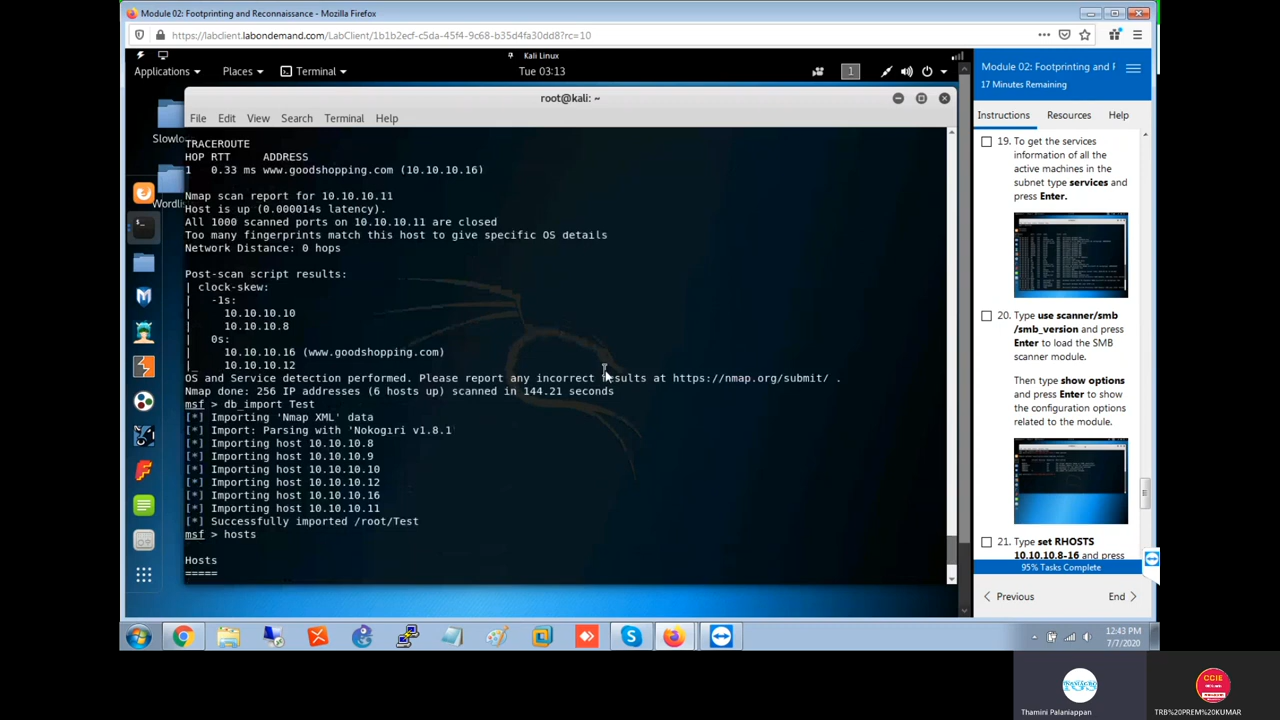 Module 02: Footprinting and Reconnaissance - Mozilla Firefox
Kali Linux
Applications
Places
Terminal
Tue 03:13
1
Slowlo
Wordli
root@kali: ~
File Edit View Search Terminal Help
TRACEROUTE
HOP RTT     ADDRESS
1   0.33 ms www.goodshopping.com (10.10.10.16)
Nmap scan report for 10.10.10.11
Host is up (0.000014s latency).
All 1000 scanned ports on 10.10.10.11 are closed
Too many fingerprints match this host to give specific OS details
Network Distance: 0 hops
Post-scan script results:
| clock-skew:
|   -1s:
|     10.10.10.10
|     10.10.10.8
|   0s:
|     10.10.10.16 (www.goodshopping.com)
|_    10.10.10.12
OS and Service detection performed. Please report any incorrect results at https://nmap.org/submit/ .
Nmap done: 256 IP addresses (6 hosts up) scanned in 144.21 seconds
msf > db_import Test
[*] Importing 'Nmap XML' data
[*] Import: Parsing with 'Nokogiri v1.8.1'
[*] Importing host 10.10.10.8
[*] Importing host 10.10.10.9
[*] Importing host 10.10.10.10
[*] Importing host 10.10.10.12
[*] Importing host 10.10.10.16
[*] Importing host 10.10.10.11
[*] Successfully imported /root/Test
msf > hosts
Hosts
=====
Module 02: Footprinting and F
17 Minutes Remaining
Instructions Resources Help
19. To get the services
information of all the
active machines in the
subnet type services and
press Enter.
20. Type use scanner/smb
/smb_version and press
Enter to load the SMB
scanner module.
Then type show options
and press Enter to show
the configuration options
related to the module.
21. Type set RHOSTS
10.10.10.8-16 and press
95% Tasks Complete
Previous End
12:43 PM
7/7/2020
Thamini Palaniappan
CCIE
TRB%20PREM%20KUMAR